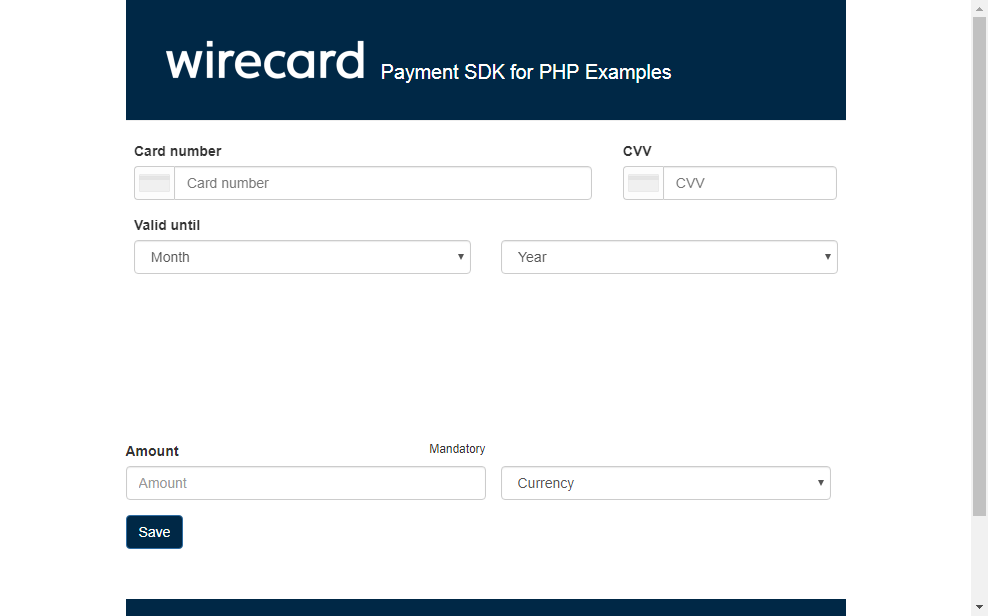 wirecard Payment SDK for PHP Examples
Card number CVV
Card number CVV
Valid until
Month Year
Amount Mandatory
Amount Currency
Save